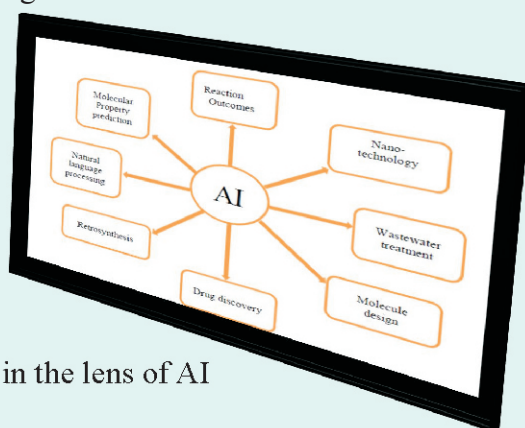 Reaction
Outcomes
Molecular
Property
prediction
Nano-
technology
Natural
language
processing
AI
Retrosynthesis
Wastewater
treatment
Drug discovery
Molecule
design
in the lens of AI